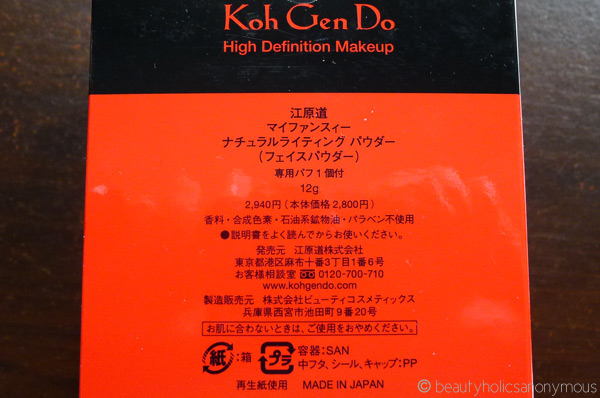 Koh Gen Do
High Definition Makeup
江原道
マイファンスィー
ナチュラルライティング パウダー
(フェイスパウダー)
専用パフ1個付
12g
2,940円(本体価格2,800円)
香料・合成色素・石油系鉱物油・パラベン不使用
●説明書をよく読んでからお使いください。
発売元 江原道株式会社
東京都港区麻布十番3丁目1番6号
お客様相談室 0120-700-710
www.kohgendo.com
製造販売元 株式会社ビューティコスメティックス
兵庫県西宮市池田町9番20号
お肌に合わないときは、ご使用をおやめください。
紙:箱 プラ 容器:SAN
中フタ、シール、キャップ:PP
再生紙使用 MADE IN JAPAN
© beautyholicsanonymous